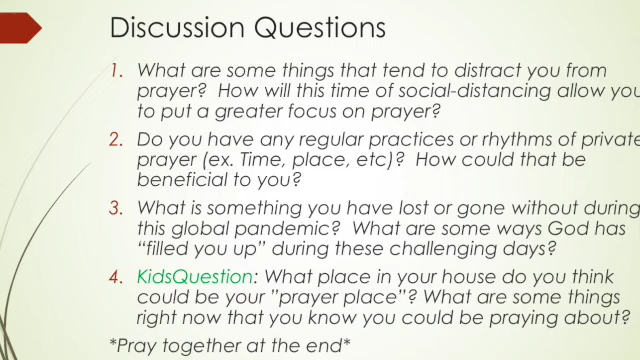 Discussion Questions
1. What are some things that tend to distract you from
prayer?  How will this time of social-distancing allow you
to put a greater focus on prayer?
2. Do you have any regular practices or rhythms of private
prayer (ex. Time, place, etc)?  How could that be
beneficial to you?
3. What is something you have lost or gone without during
this global pandemic?  What are some ways God has
“filled you up” during these challenging days?
4. KidsQuestion: What place in your house do you think
could be your ”prayer place”? What are some things
right now that you know you could be praying about?
*Pray together at the end*